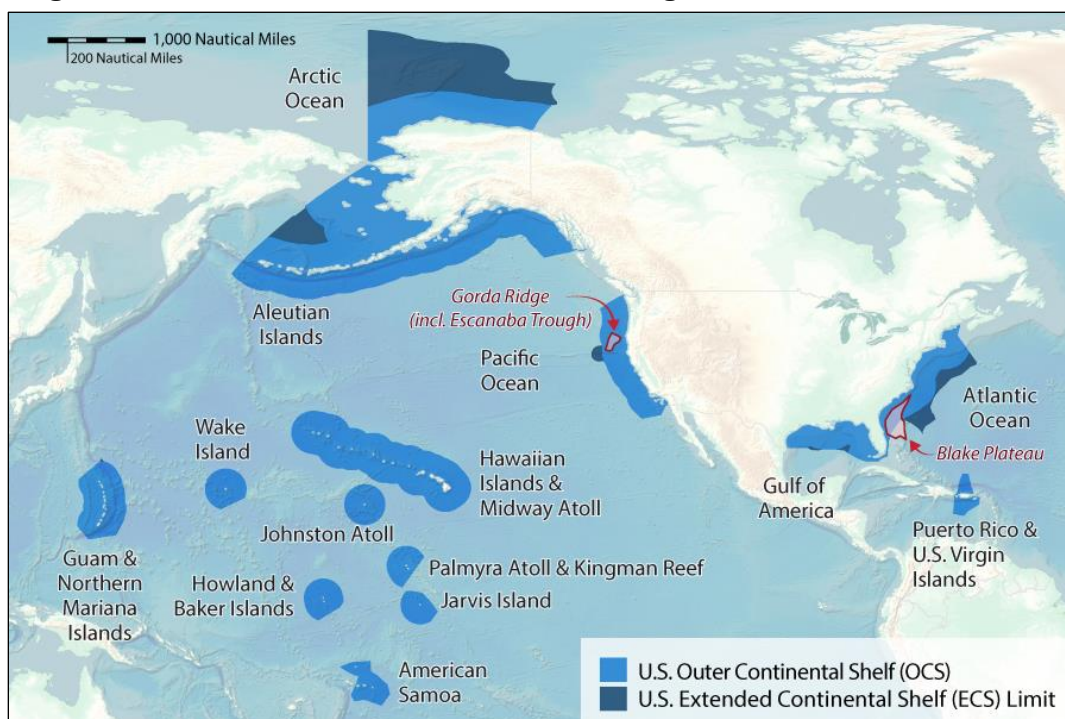 1,000 Nautical Miles
200 Nautical Miles
Arctic
Ocean
Aleutian
Islands
Gorda Ridge
(incl. Escanaba Trough)
Pacific
Ocean
Atlantic
Ocean
Blake Plateau
Wake
Island
Hawaiian
Islands &
Midway Atoll
Gulf of
America
Johnston Atoll
Puerto Rico &
U.S. Virgin
Islands
Guam &
Northern
Mariana
Islands
Howland &
Baker Islands
Palmyra Atoll & Kingman Reef
Jarvis Island
American
Samoa
U.S. Outer Continental Shelf (OCS)
U.S. Extended Continental Shelf (ECS) Limit